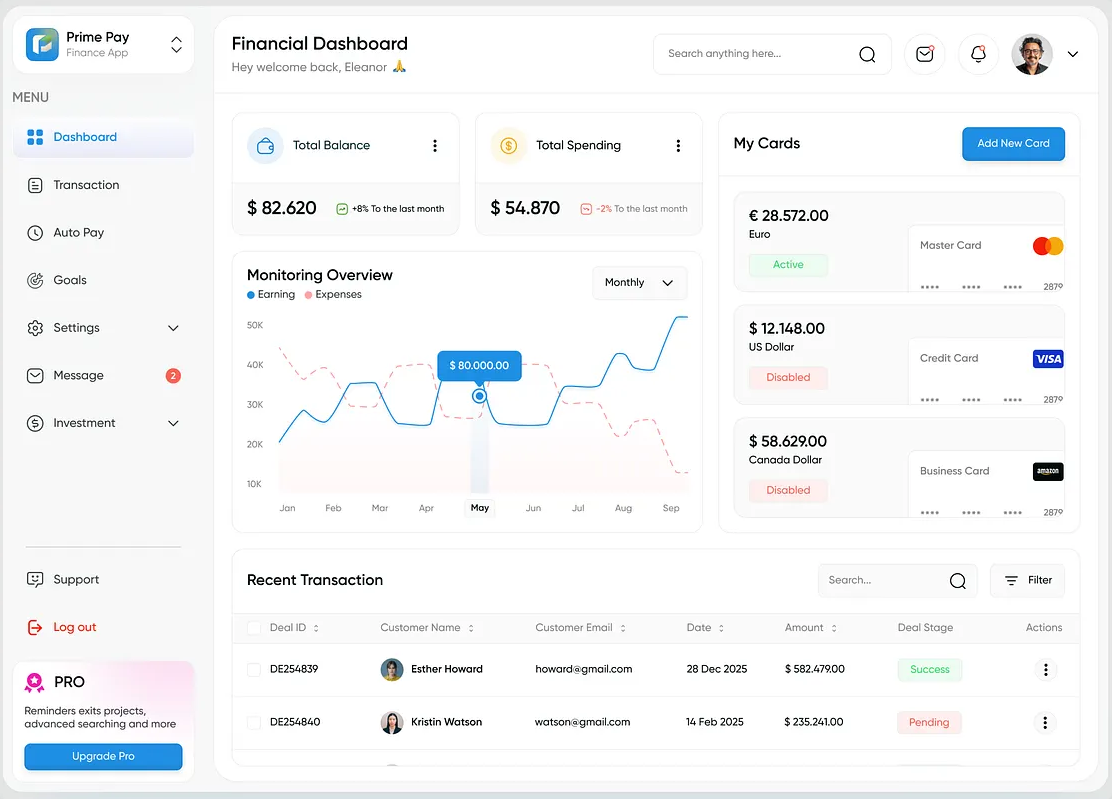 Prime Pay
Finance App
MENU
Dashboard
Transaction
Auto Pay
Goals
Settings
Message 2
Investment
Support
Log out
PRO
Reminders exits projects,
advanced searching and more
Upgrade Pro
Financial Dashboard
Hey welcome back, Eleanor 🙏
Search anything here...
Total Balance
$ 82.620 +8% To the last month
Total Spending
$ 54.870 -2% To the last month
Monitoring Overview
Earning Expenses
Monthly
50K
40K
30K
20K
10K
$ 80.000.00
Jan Feb Mar Apr May Jun Jul Aug Sep
My Cards
Add New Card
€ 28.572.00
Euro
Active
Master Card
•••• •••• •••• 2879
$ 12.148.00
US Dollar
Disabled
Credit Card VISA
•••• •••• •••• 2879
$ 58.629.00
Canada Dollar
Disabled
Business Card amazon
•••• •••• •••• 2879
Recent Transaction
Search...
Filter
Deal ID Customer Name Customer Email Date Amount Deal Stage Actions
DE254839 Esther Howard howard@gmail.com 28 Dec 2025 $ 582.479.00 Success
DE254840 Kristin Watson watson@gmail.com 14 Feb 2025 $ 235.241.00 Pending